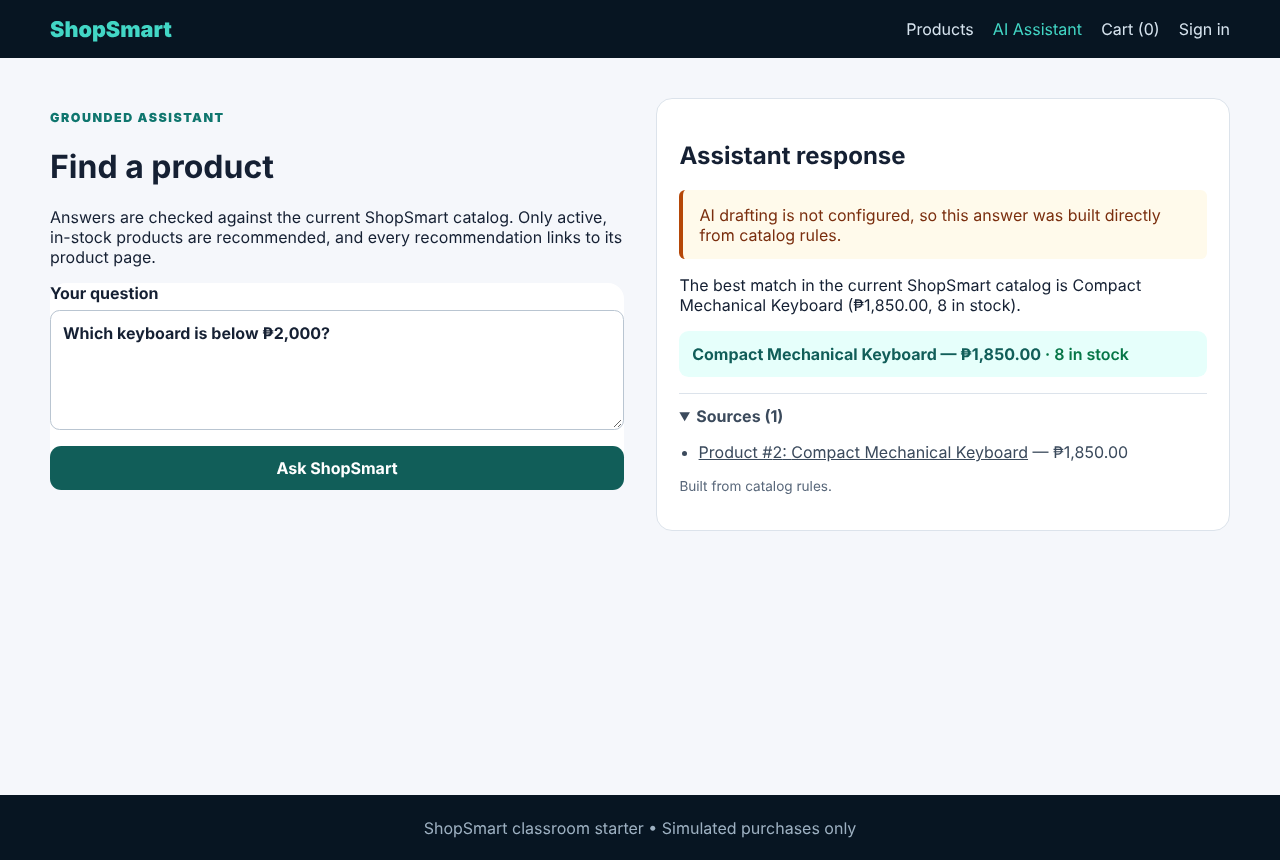 ShopSmart
Products
AI Assistant
Cart (0)
Sign in
GROUNDED ASSISTANT
Find a product
Answers are checked against the current ShopSmart catalog. Only active,
in-stock products are recommended, and every recommendation links to its
product page.
Your question
Which keyboard is below ₱2,000?
Ask ShopSmart
Assistant response
AI drafting is not configured, so this answer was built directly
from catalog rules.
The best match in the current ShopSmart catalog is Compact
Mechanical Keyboard (₱1,850.00, 8 in stock).
Compact Mechanical Keyboard — ₱1,850.00 · 8 in stock
▼ Sources (1)
• Product #2: Compact Mechanical Keyboard — ₱1,850.00
Built from catalog rules.
ShopSmart classroom starter • Simulated purchases only